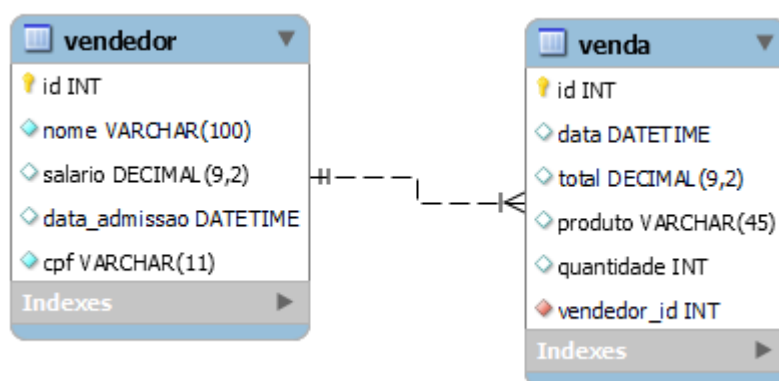 vendedor
id INT
nome VARCHAR(100)
salario DECIMAL(9,2)
data_admissao DATETIME
cpf VARCHAR(11)
Indexes
venda
id INT
data DATETIME
total DECIMAL(9,2)
produto VARCHAR(45)
quantidade INT
vendedor_id INT
Indexes